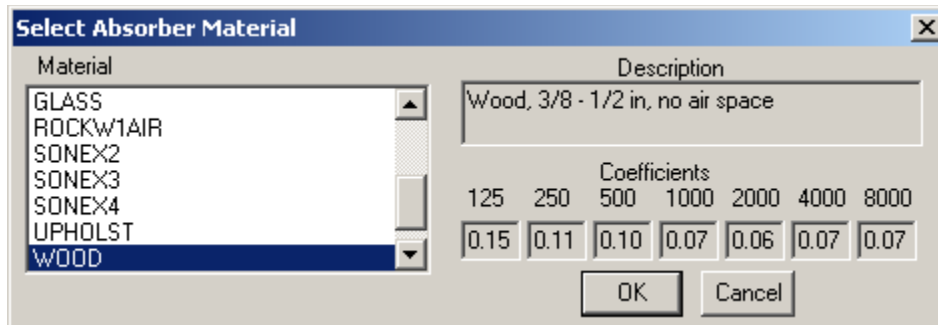 Select Absorber Material
Material
GLASS
ROCKW1AIR
SONEX2
SONEX3
SONEX4
UPHOLST
WOOD
Description
Wood, 3/8 - 1/2 in, no air space
Coefficients
125 250 500 1000 2000 4000 8000
0.15 0.11 0.10 0.07 0.06 0.07 0.07
OK Cancel